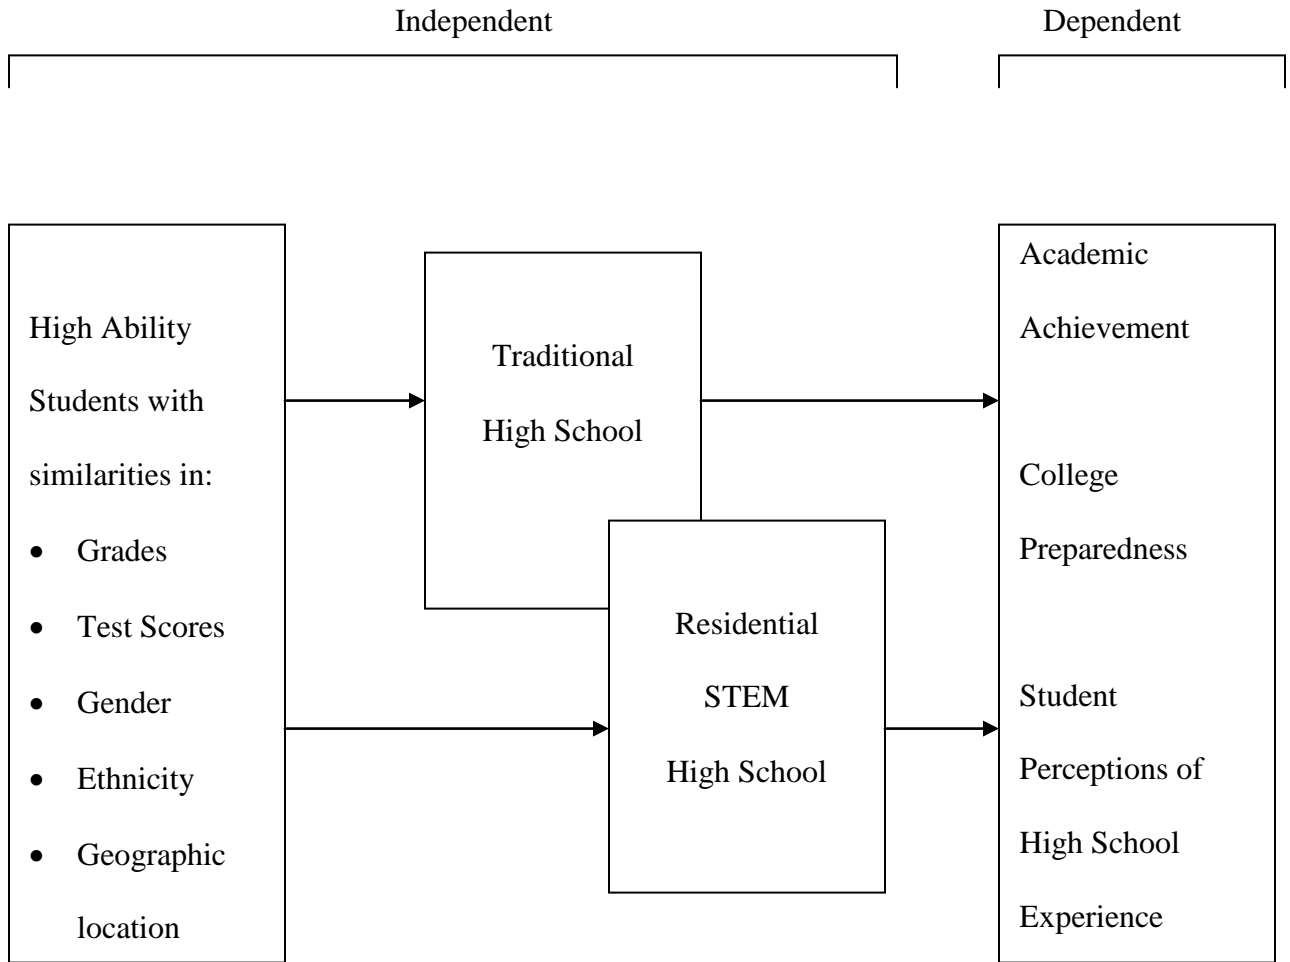 Independent
Dependent
High Ability
Students with
similarities in:
• Grades
• Test Scores
• Gender
• Ethnicity
• Geographic
location
Traditional
High School
Residential
STEM
High School
Academic
Achievement
College
Preparedness
Student
Perceptions of
High School
Experience